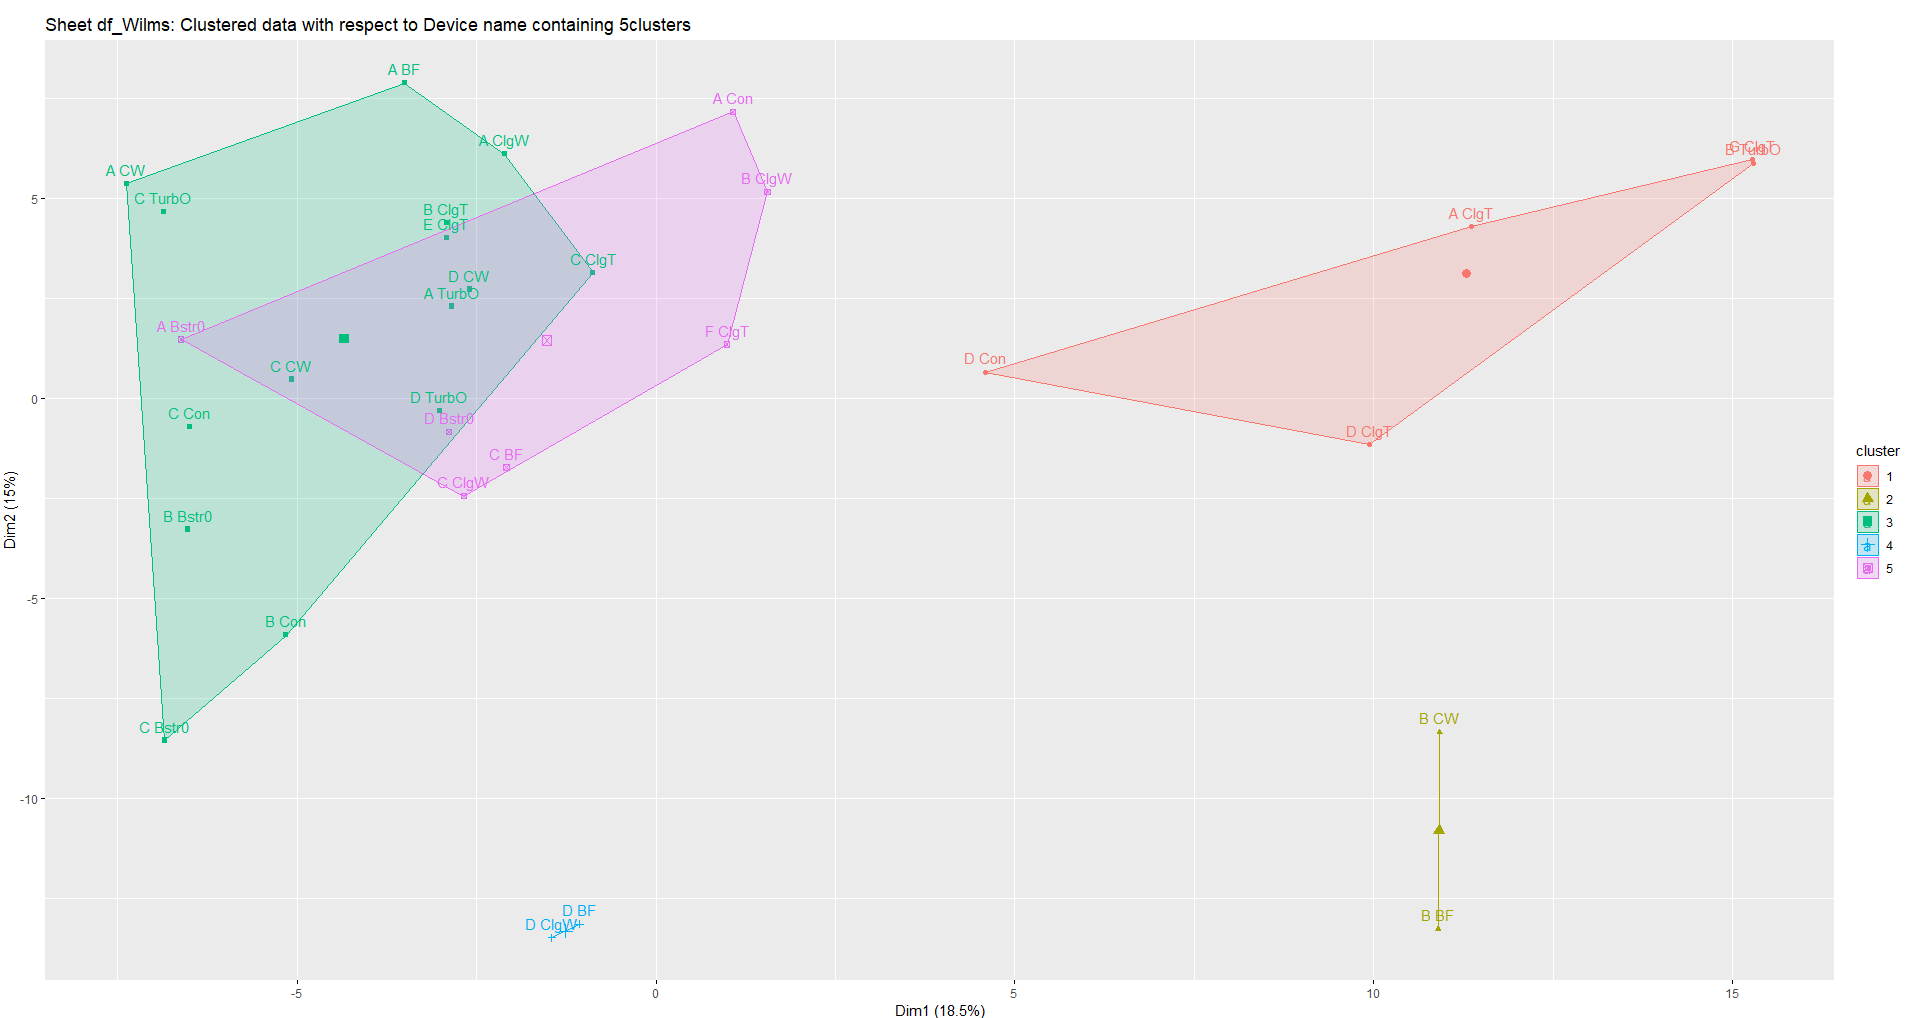 Sheet df_Wilms: Clustered data with respect to Device name containing 5clusters
A BF
A Con
A ClgW
B TurbO
A CW
B ClgW
C TurbO
5
B ClgT
A ClgT
E ClgT
C ClgT
D CW
A TurbO
A Bstr0
F ClgT
D Con
C CW
0
D TurbO
C Con
D Bstr0
D ClgT
C BF
cluster
C ClgW
1
2
B Bstr0
3
4
5
Dim2 (15%)
-5
B Con
B CW
C Bstr0
-10
D BF
B BF
D ClgW
-5
0
5
10
15
Dim1 (18.5%)